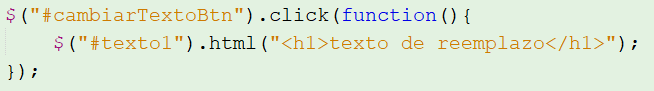 $("#cambiarTextoBtn").click(function(){
    $("#texto1").html("<h1>texto de reemplazo</h1>");
});